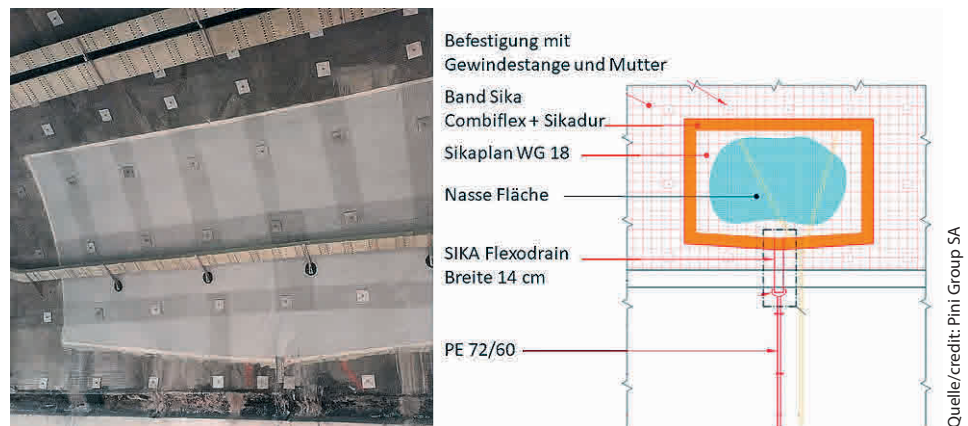 Befestigung mit
Gewindestange und Mutter
Band Sika
Combiflex + Sikadur
Sikaplan WG 18
Nasse Fläche
SIKA Flexodrain
Breite 14 cm
PE 72/60
Quelle/credit: Pini Group SA